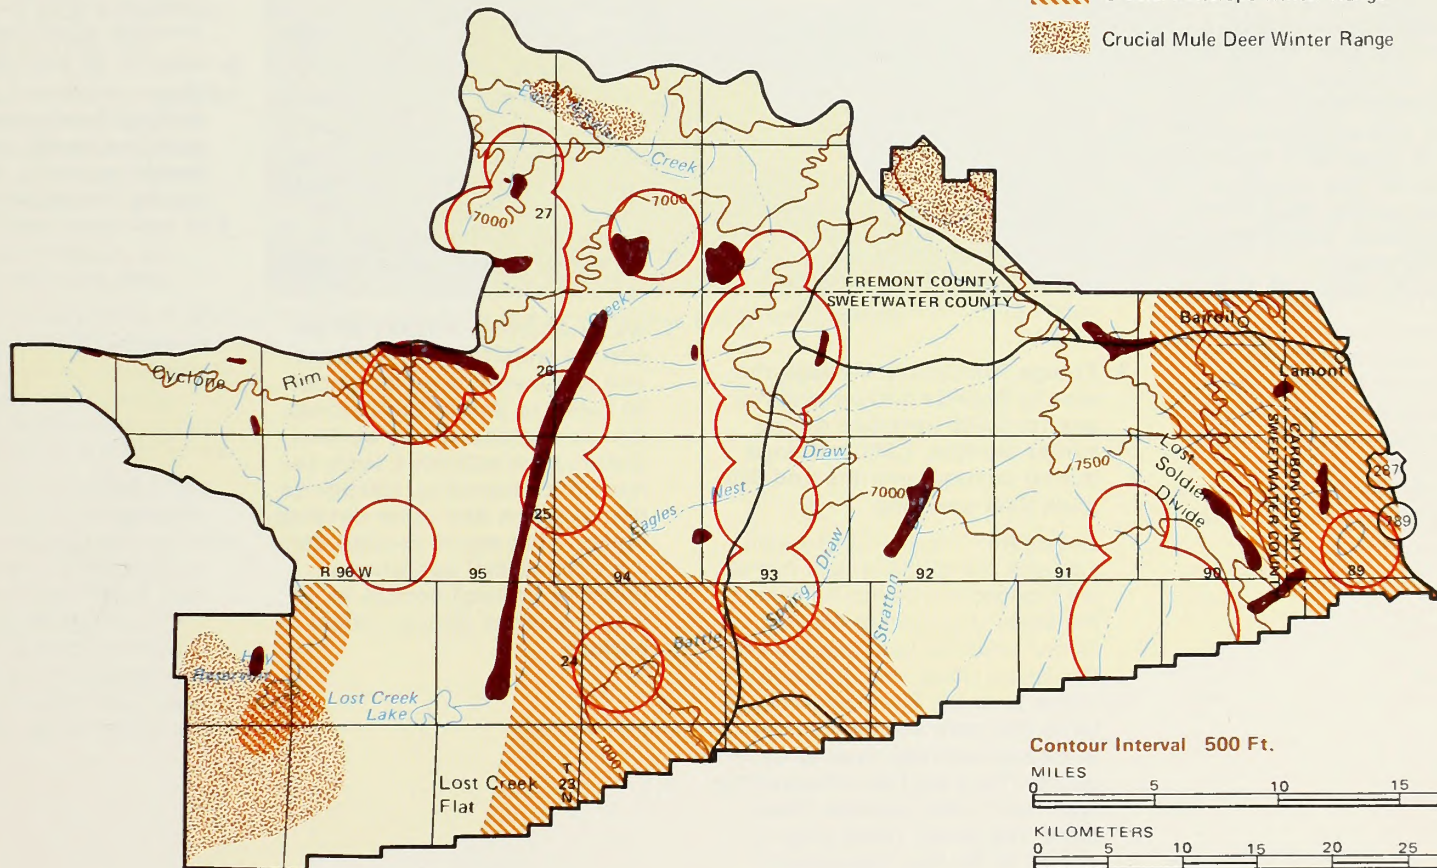 Crucial Mule Deer Winter Range
Creek
7000
7000
27
FREMONT COUNTY
SWEETWATER COUNTY
Creek
Bairoil
Cyclone Rim
26
Lamont
Lost
Soldier
Divide
CARBON COUNTY
SWEETWATER COUNTY
7500
287
Draw
Nest
Eagles
7000
25
789
R 96 W
95
94
93
92
91
90
89
Spring Draw
Stratton
Battle
24
Hay
Reservoir
Lost Creek
Lake
7000
Lost Creek
Flat
T
23
N
Contour Interval 500 Ft.
MILES
0 5 10 15
KILOMETERS
0 5 10 15 20 25